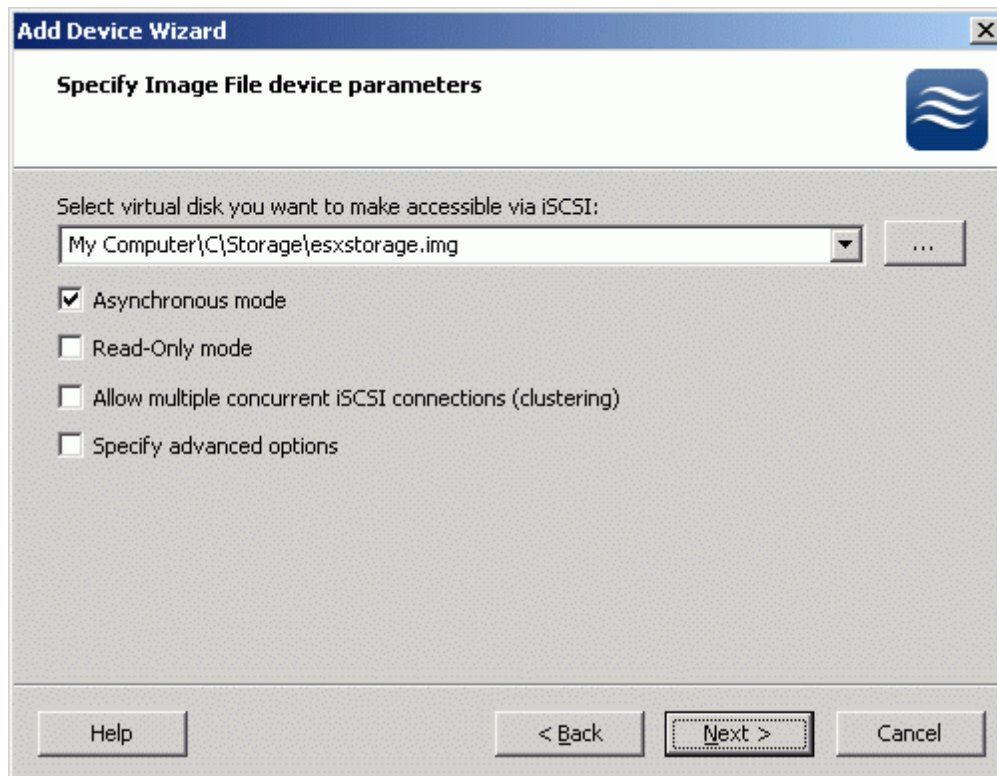 Add Device Wizard
Specify Image File device parameters
Select virtual disk you want to make accessible via iSCSI:
My Computer\C\Storage\esxstorage.img
...
Asynchronous mode
Read-Only mode
Allow multiple concurrent iSCSI connections (clustering)
Specify advanced options
Help
< Back
Next >
Cancel